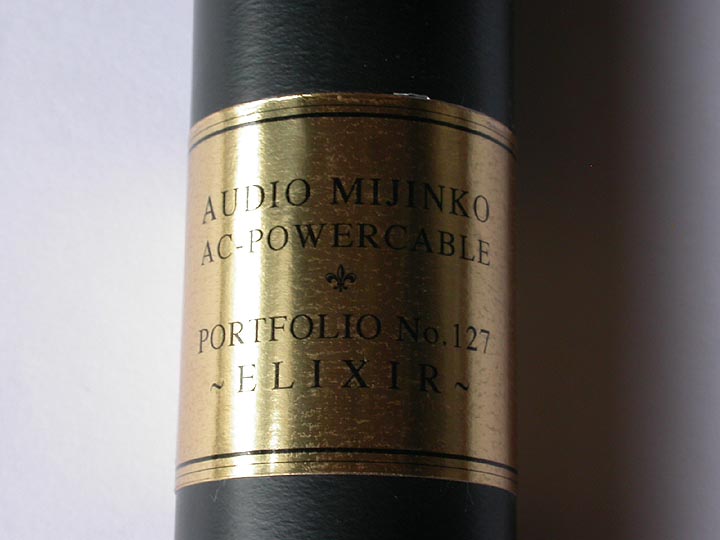 AUDIO MIJINKO
AC-POWERCABLE
PORTFOLIO No.127
~ELIXIR~